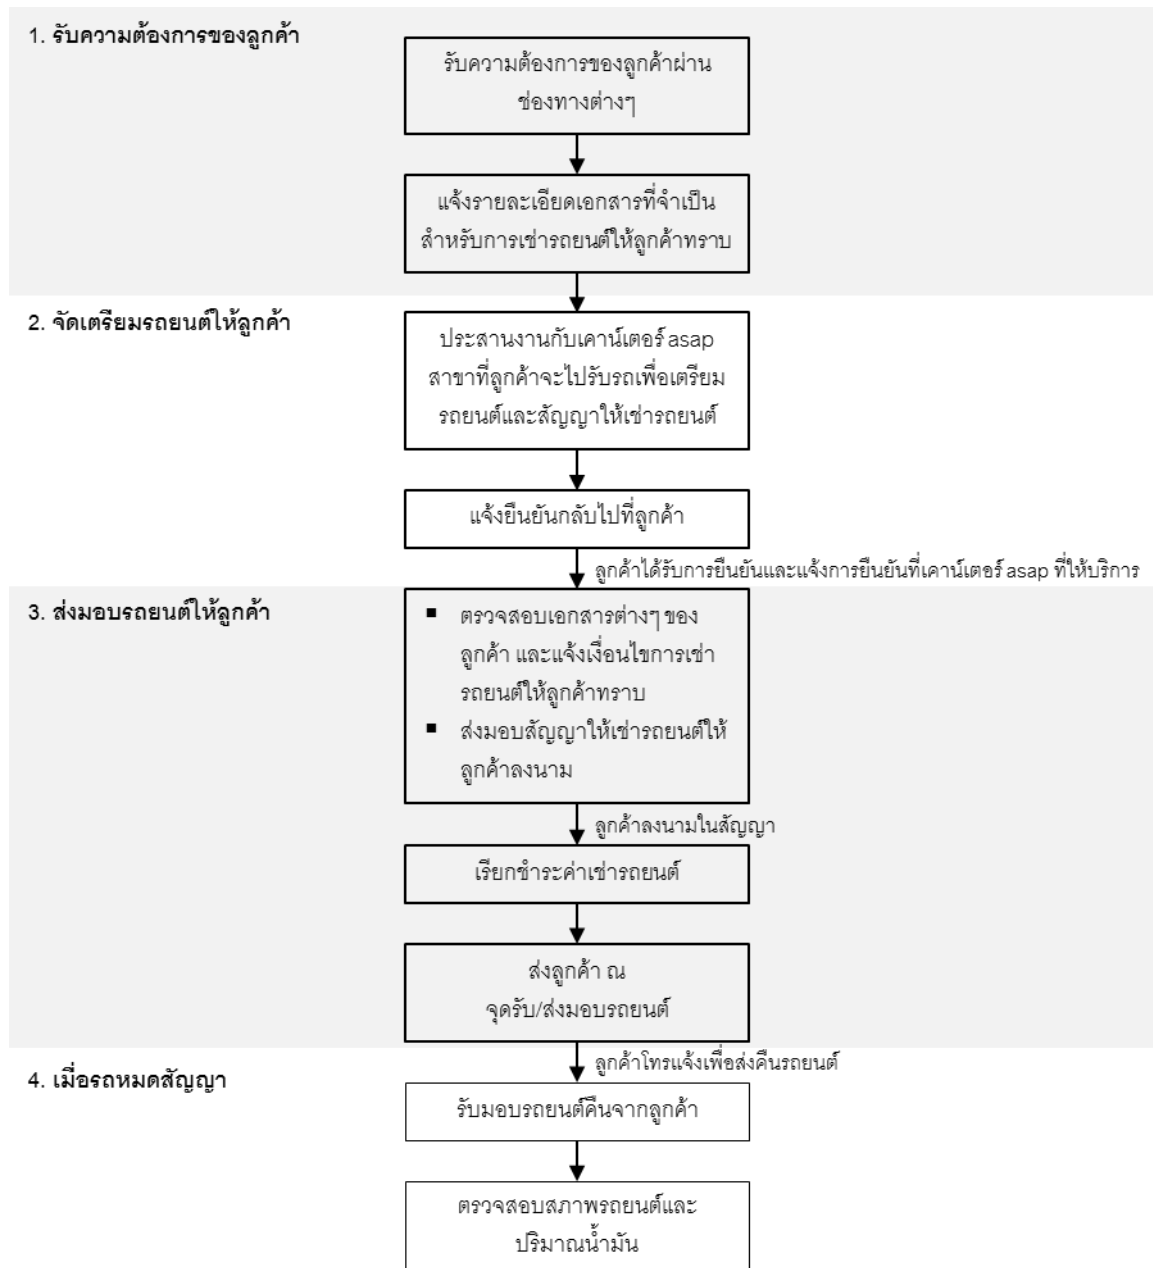 1. รับความต้องการของลูกค้า
รับความต้องการของลูกค้าผ่าน
ช่องทางต่างๆ
แจ้งรายละเอียดเอกสารที่จำเป็น
สำหรับการเช่ารถยนต์ให้ลูกค้าทราบ
2. จัดเตรียมรถยนต์ให้ลูกค้า
ประสานงานกับเคาน์เตอร์ asap
สาขาที่ลูกค้าจะไปรับรถเพื่อเตรียม
รถยนต์และสัญญาให้เช่ารถยนต์
แจ้งยืนยันกลับไปที่ลูกค้า
ลูกค้าได้รับการยืนยันและแจ้งการยืนยันที่เคาน์เตอร์ asap ที่ให้บริการ
3. ส่งมอบรถยนต์ให้ลูกค้า
▪ ตรวจสอบเอกสารต่างๆ ของ
ลูกค้า และแจ้งเงื่อนไขการเช่า
รถยนต์ให้ลูกค้าทราบ
▪ ส่งมอบสัญญาให้เช่ารถยนต์ให้
ลูกค้าลงนาม
ลูกค้าลงนามในสัญญา
เรียกชำระค่าเช่ารถยนต์
ส่งลูกค้า ณ
จุดรับ/ส่งมอบรถยนต์
ลูกค้าโทรแจ้งเพื่อส่งคืนรถยนต์
4. เมื่อรถหมดสัญญา
รับมอบรถยนต์คืนจากลูกค้า
ตรวจสอบสภาพรถยนต์และ
ปริมาณน้ำมัน